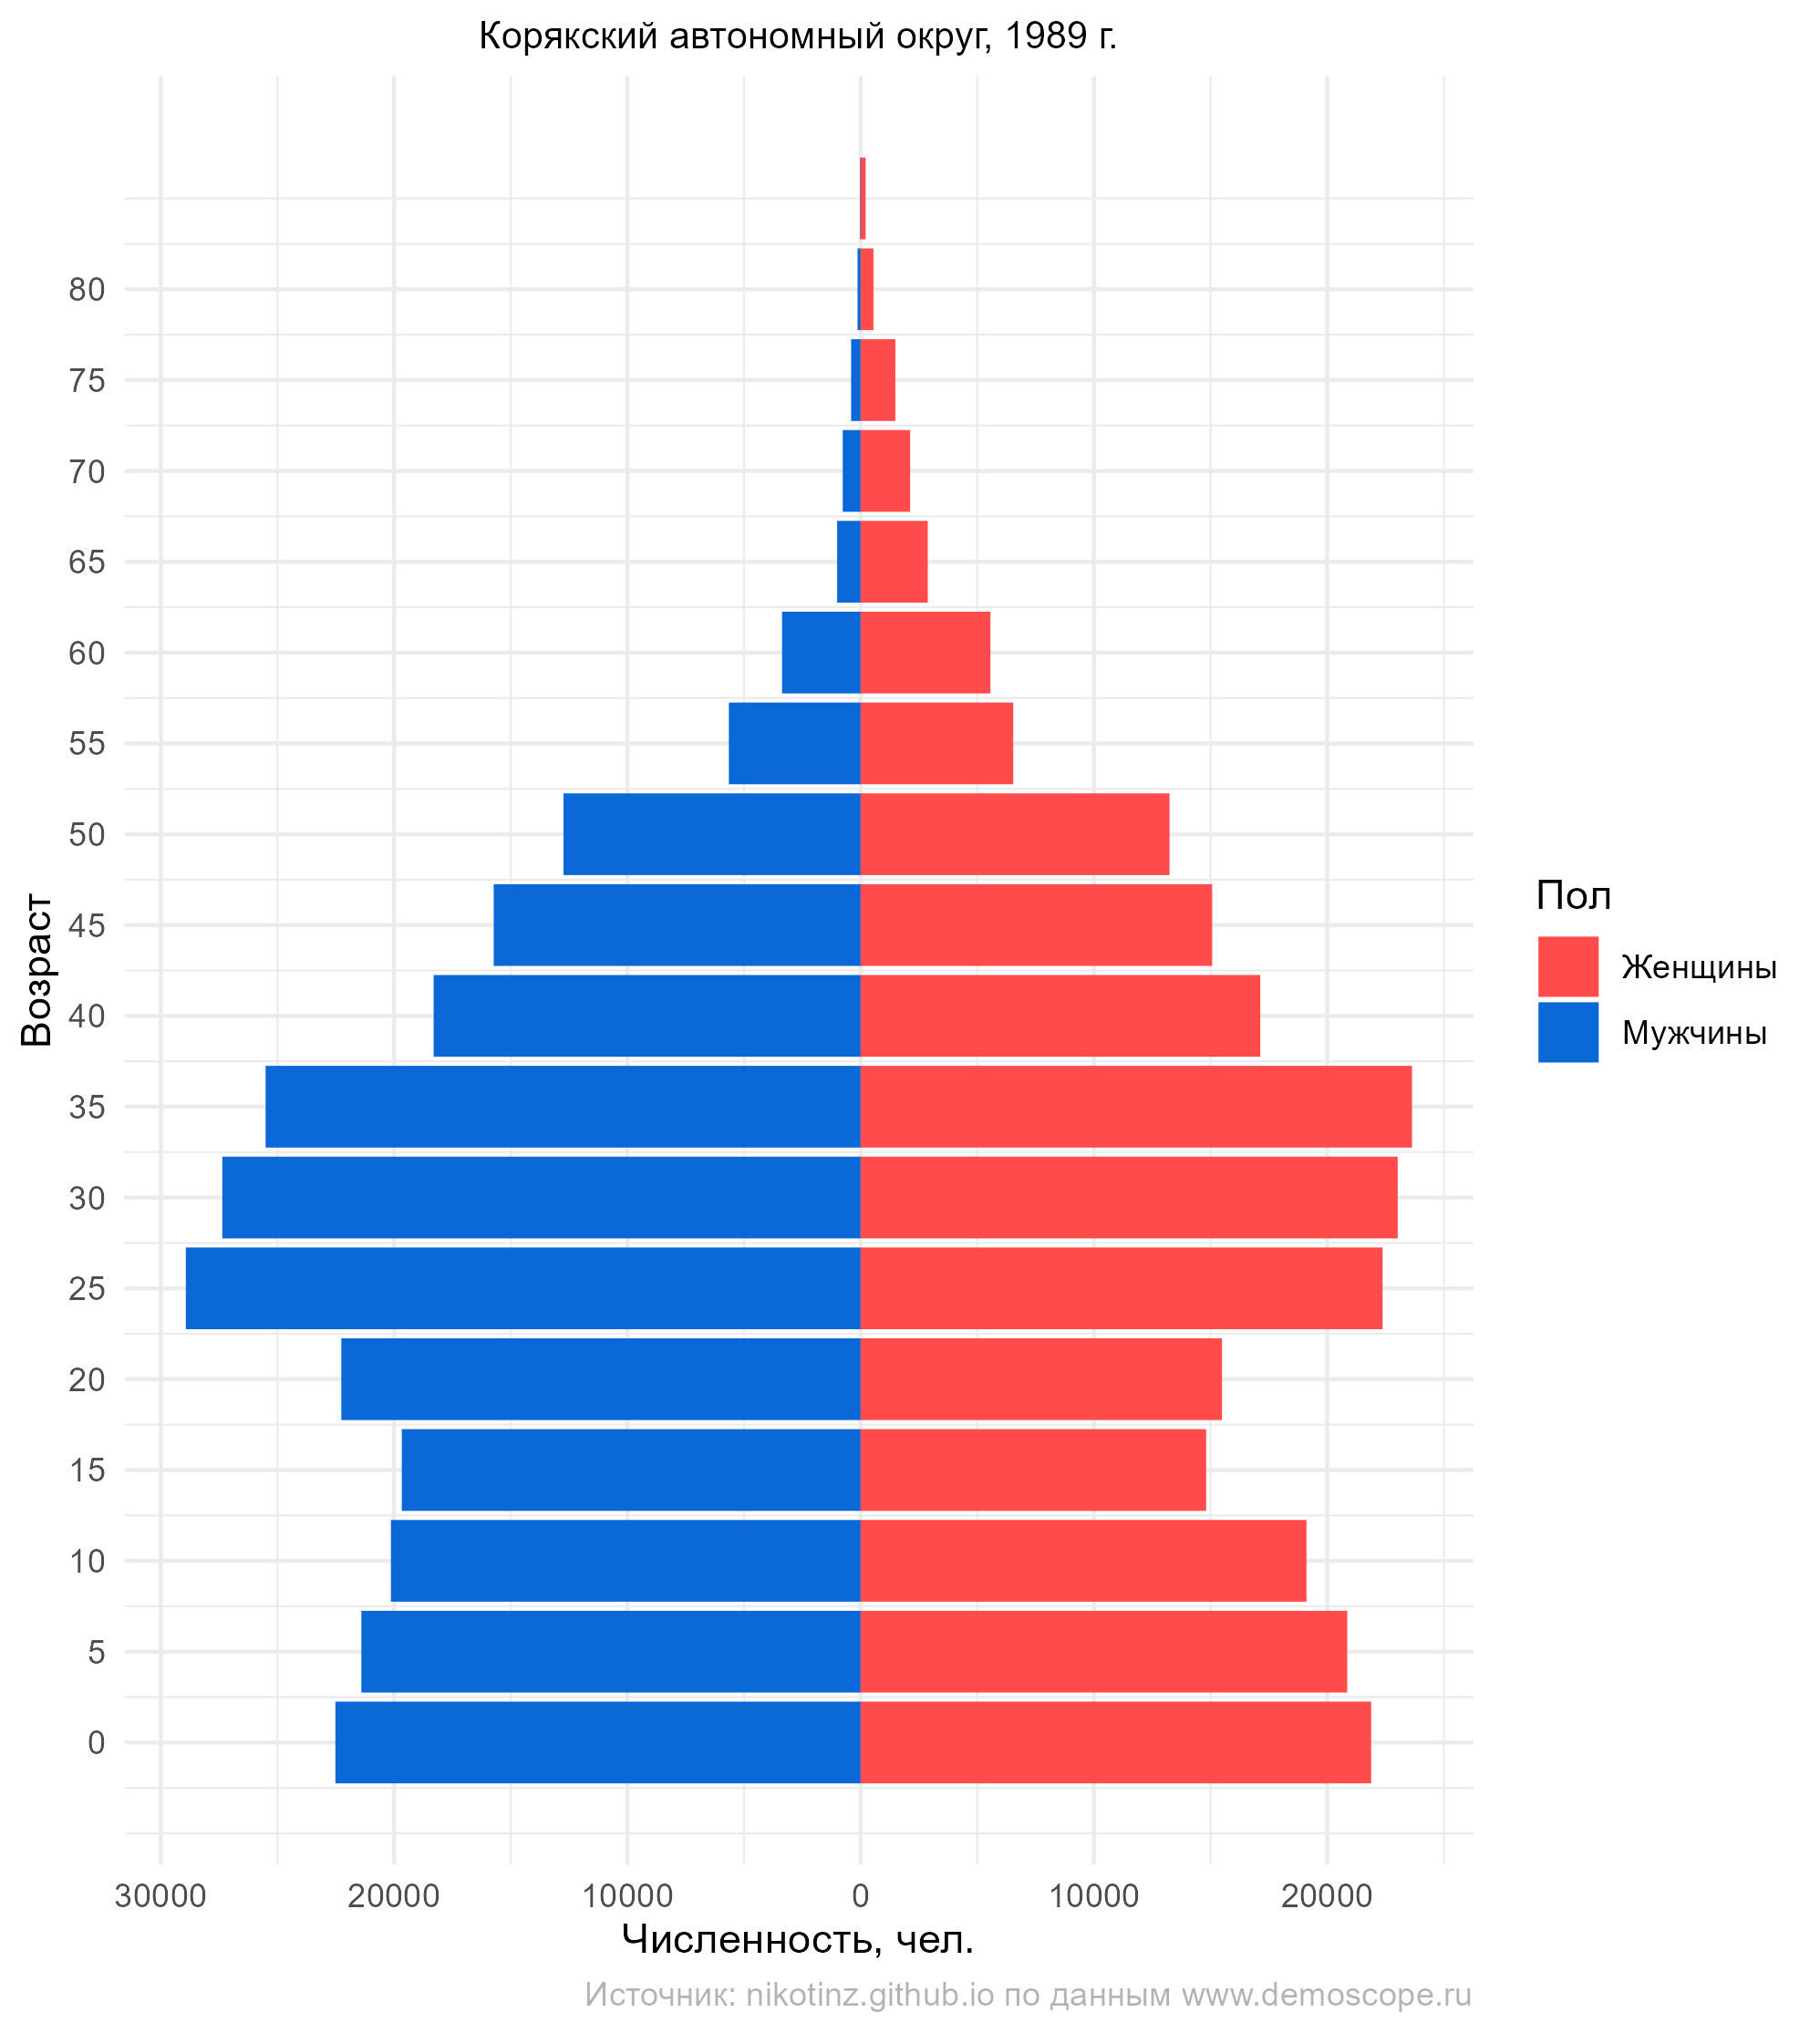 Корякский автономный округ, 1989 г.
80
75
70
65
60
55
50
45
40
35
30
25
20
15
10
5
0
Возраст
30000 20000 10000 0 10000 20000
Численность, чел.
Пол
Женщины
Мужчины
Источник: nikotinz.github.io по данным www.demoscope.ru